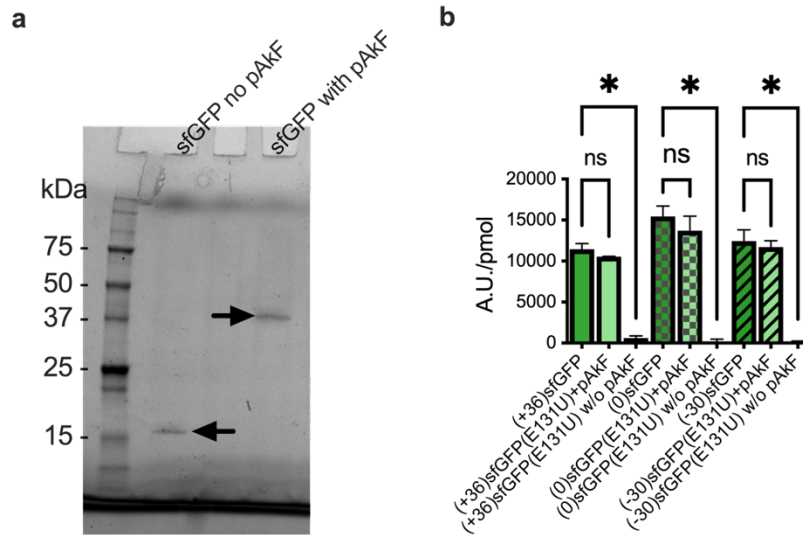 a
sfGFP no pAkF
sfGFP with pAkF
kDa
75
50
37
25
15
b
* * *
ns ns ns
20000
15000
10000
5000
0
A.U./pmol
(+36)sfGFP
(+36)sfGFP(E131U)+pAkF
(+36)sfGFP(E131U) w/o pAkF
(0)sfGFP
(0)sfGFP(E131U)+pAkF
(0)sfGFP(E131U) w/o pAkF
(-30)sfGFP
(-30)sfGFP(E131U)+pAkF
(-30)sfGFP(E131U) w/o pAkF